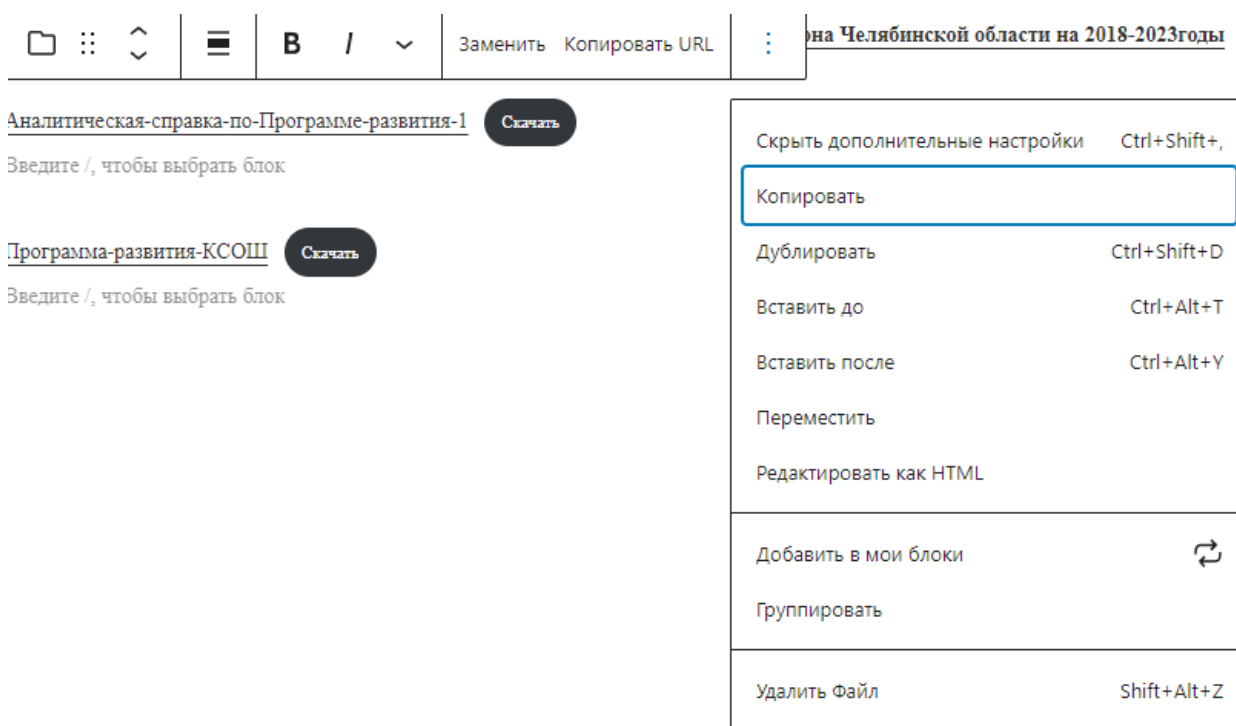 B I Заменить Копировать URL она Челябинской области на 2018-2023годы
Аналитическая-справка-по-Программе-развития-1 Скачать
Введите /, чтобы выбрать блок
Программа-развития-КСОШ Скачать
Введите /, чтобы выбрать блок
Скрыть дополнительные настройки Ctrl+Shift+,
Копировать
Дублировать Ctrl+Shift+D
Вставить до Ctrl+Alt+T
Вставить после Ctrl+Alt+Y
Переместить
Редактировать как HTML
Добавить в мои блоки
Группировать
Удалить Файл Shift+Alt+Z